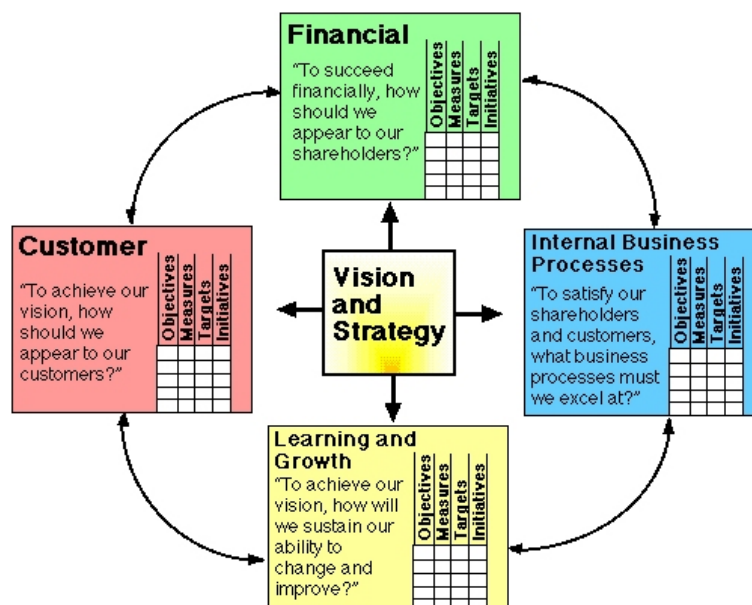 Financial
“To succeed
financially, how
should we
appear to our
shareholders?”
Objectives
Measures
Targets
Initiatives
Customer
“To achieve our
vision, how
should we
appear to our
customers?”
Objectives
Measures
Targets
Initiatives
Vision
and
Strategy
Internal Business
Processes
“To satisfy our
shareholders
and customers,
what business
processes must
we excel at?”
Objectives
Measures
Targets
Initiatives
Learning and
Growth
“To achieve our
vision, how will
we sustain our
ability to
change and
improve?”
Objectives
Measures
Targets
Initiatives